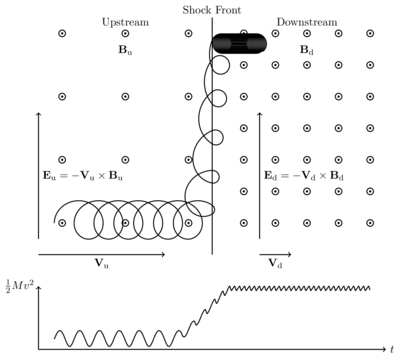 Shock Front
Upstream Downstream
B_u B_d
E_u = −V_u × B_u E_d = −V_d × B_d
V_u V_d
½Mv²
t